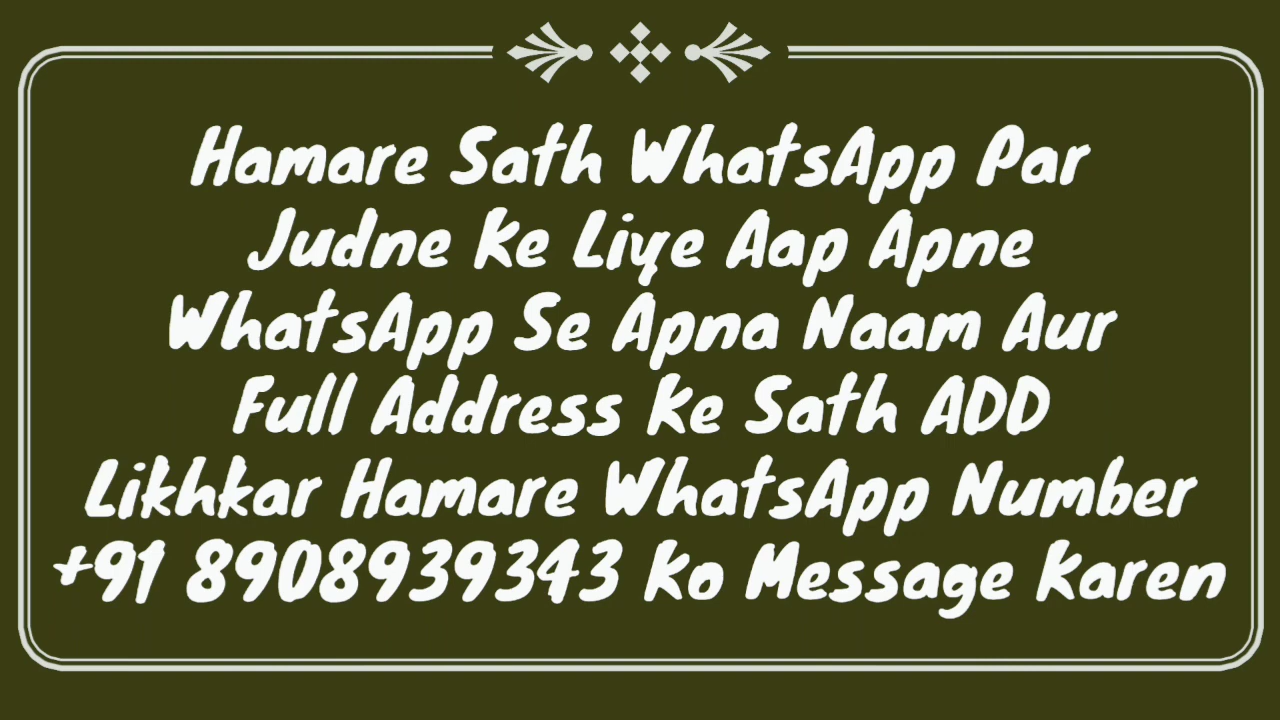 Hamare Sath WhatsApp Par
Judne Ke Liye Aap Apne
WhatsApp Se Apna Naam Aur
Full Address Ke Sath ADD
Likhkar Hamare WhatsApp Number
+91 8908939343 Ko Message Karen